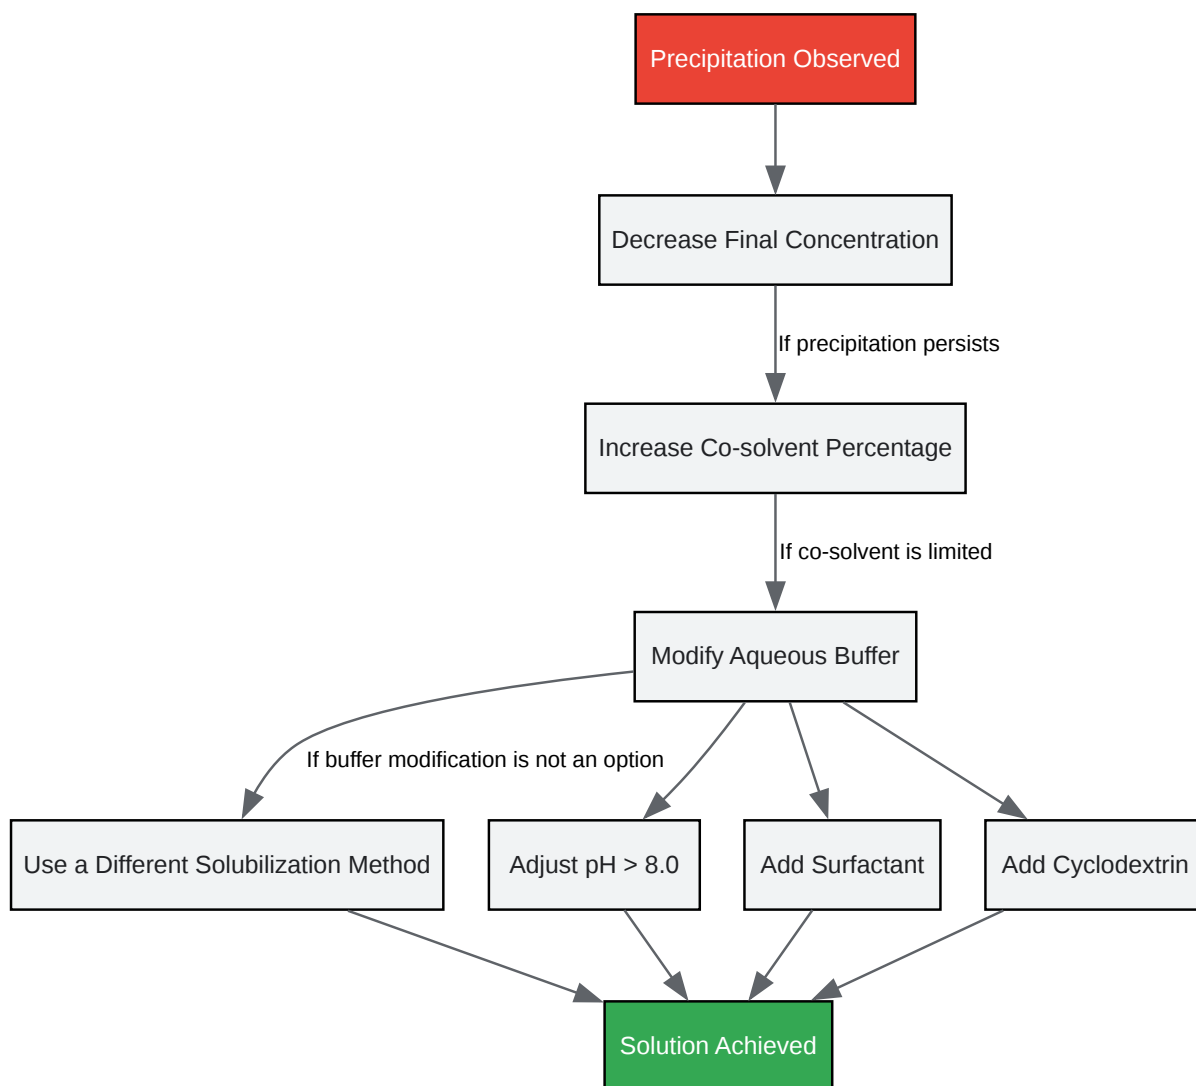 Precipitation Observed
Decrease Final Concentration
If precipitation persists
Increase Co-solvent Percentage
If co-solvent is limited
Modify Aqueous Buffer
If buffer modification is not an option
Use a Different Solubilization Method
Adjust pH > 8.0
Add Surfactant
Add Cyclodextrin
Solution Achieved